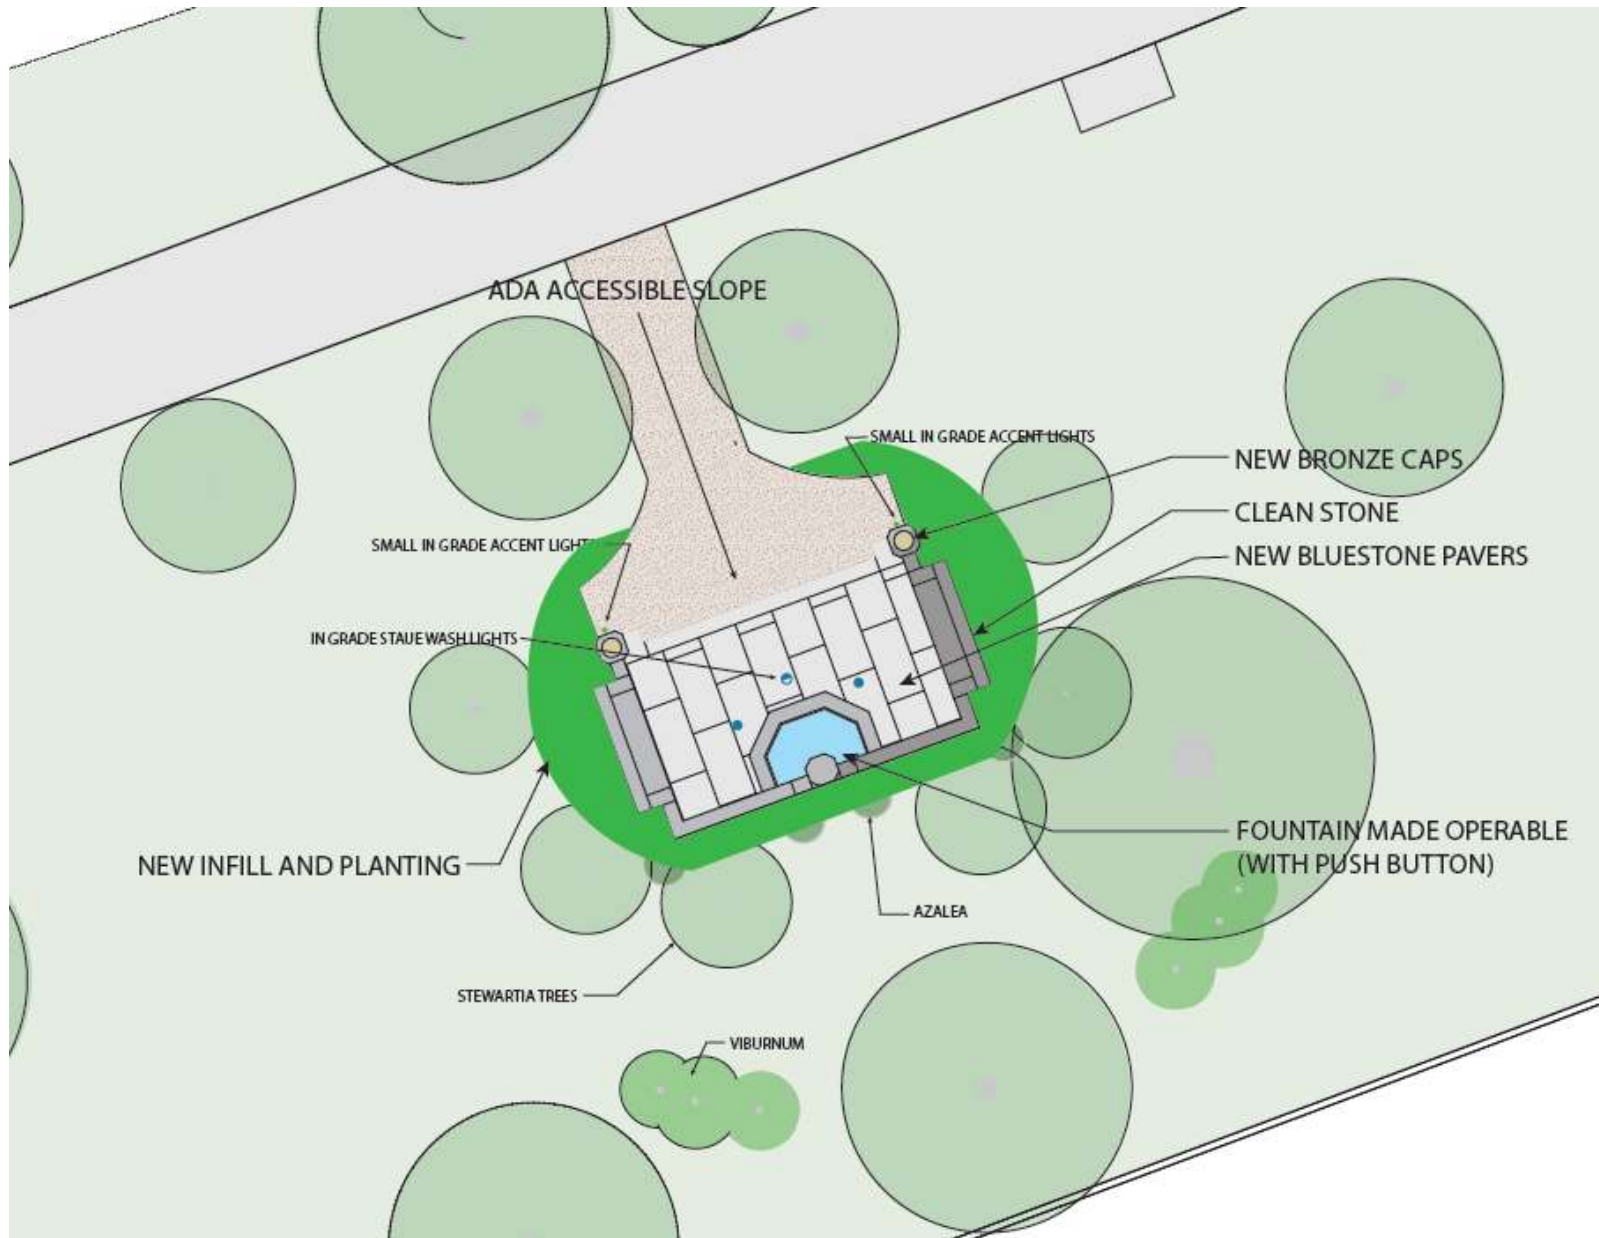 ADA ACCESSIBLE SLOPE
SMALL IN GRADE ACCENT LIGHTS
NEW BRONZE CAPS
CLEAN STONE
SMALL IN GRADE ACCENT LIGHTS
NEW BLUESTONE PAVERS
IN GRADE STAUE WASH LIGHTS
FOUNTAIN MADE OPERABLE
(WITH PUSH BUTTON)
NEW INFILL AND PLANTING
AZALEA
STEWARTIA TREES
VIBURNUM